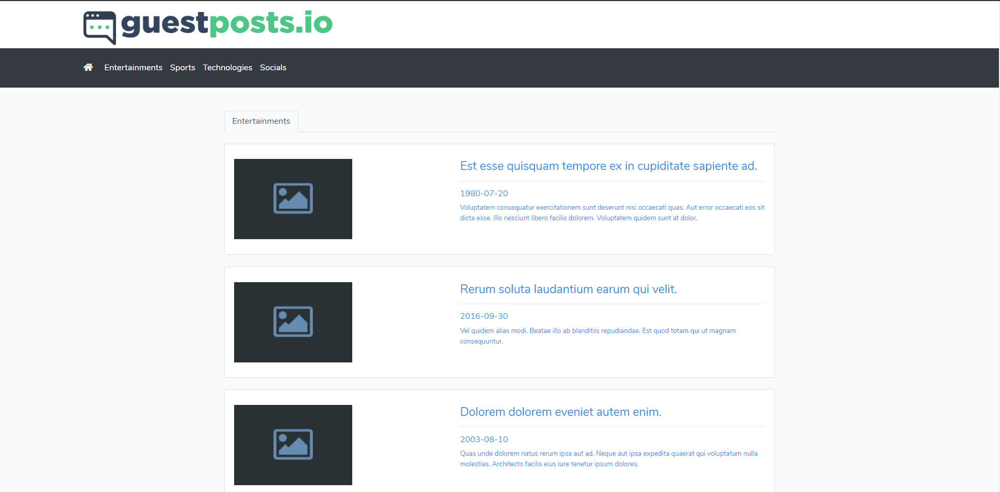 guestposts.io
Entertainments Sports Technologies Socials
Entertainments
Est esse quisquam tempore ex in cupiditate sapiente ad.
1980-07-20
Voluptatem consequatur exercitationem sunt deserunt nisi occaecati quas. Aut error occaecati eos sit
dicta esse. Illo nesciunt libero facilis dolorem. Voluptatem quidem sunt at dolor.
Rerum soluta laudantium earum qui velit.
2016-09-30
Vel quidem alias modi. Beatae illo ab blanditiis repudiandae. Est quod totam qui ut magnam
consequuntur.
Dolorem dolorem eveniet autem enim.
2003-08-10
Quas unde dolorem natus rerum ipsa aut ad. Neque aut ipsa expedita quaerat qui voluptatum nulla
molestias. Architecto facilis eius iure tenetur ipsum dolores.